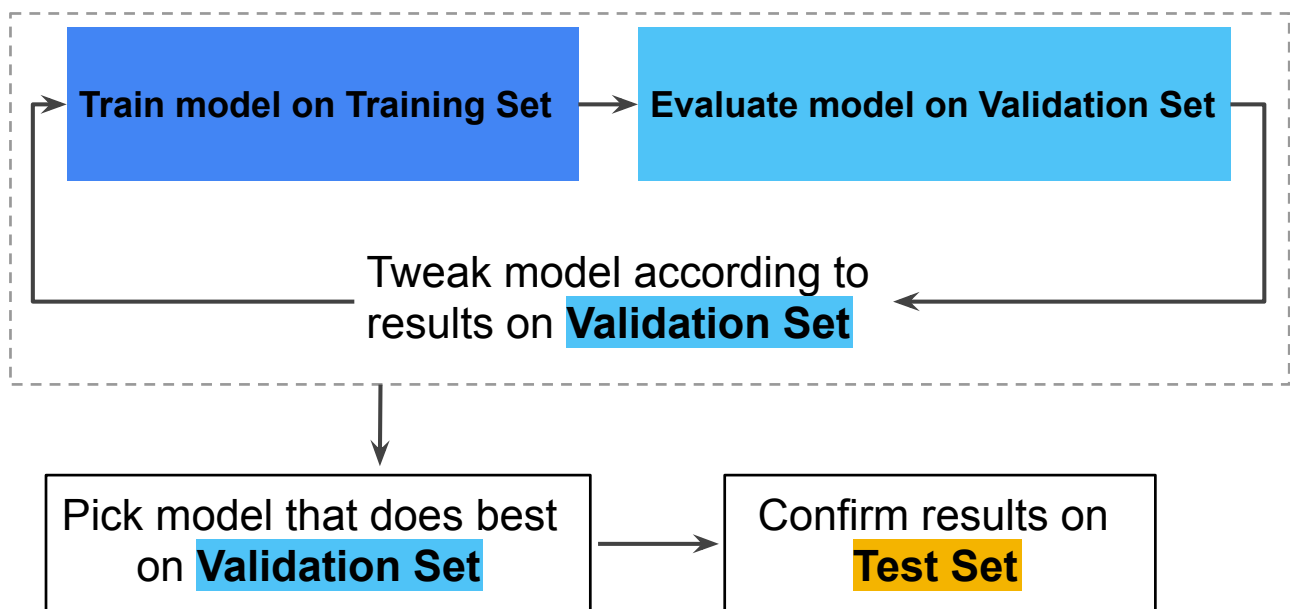 Train model on Training Set
Evaluate model on Validation Set
Tweak model according to
results on Validation Set
Pick model that does best
on Validation Set
Confirm results on
Test Set